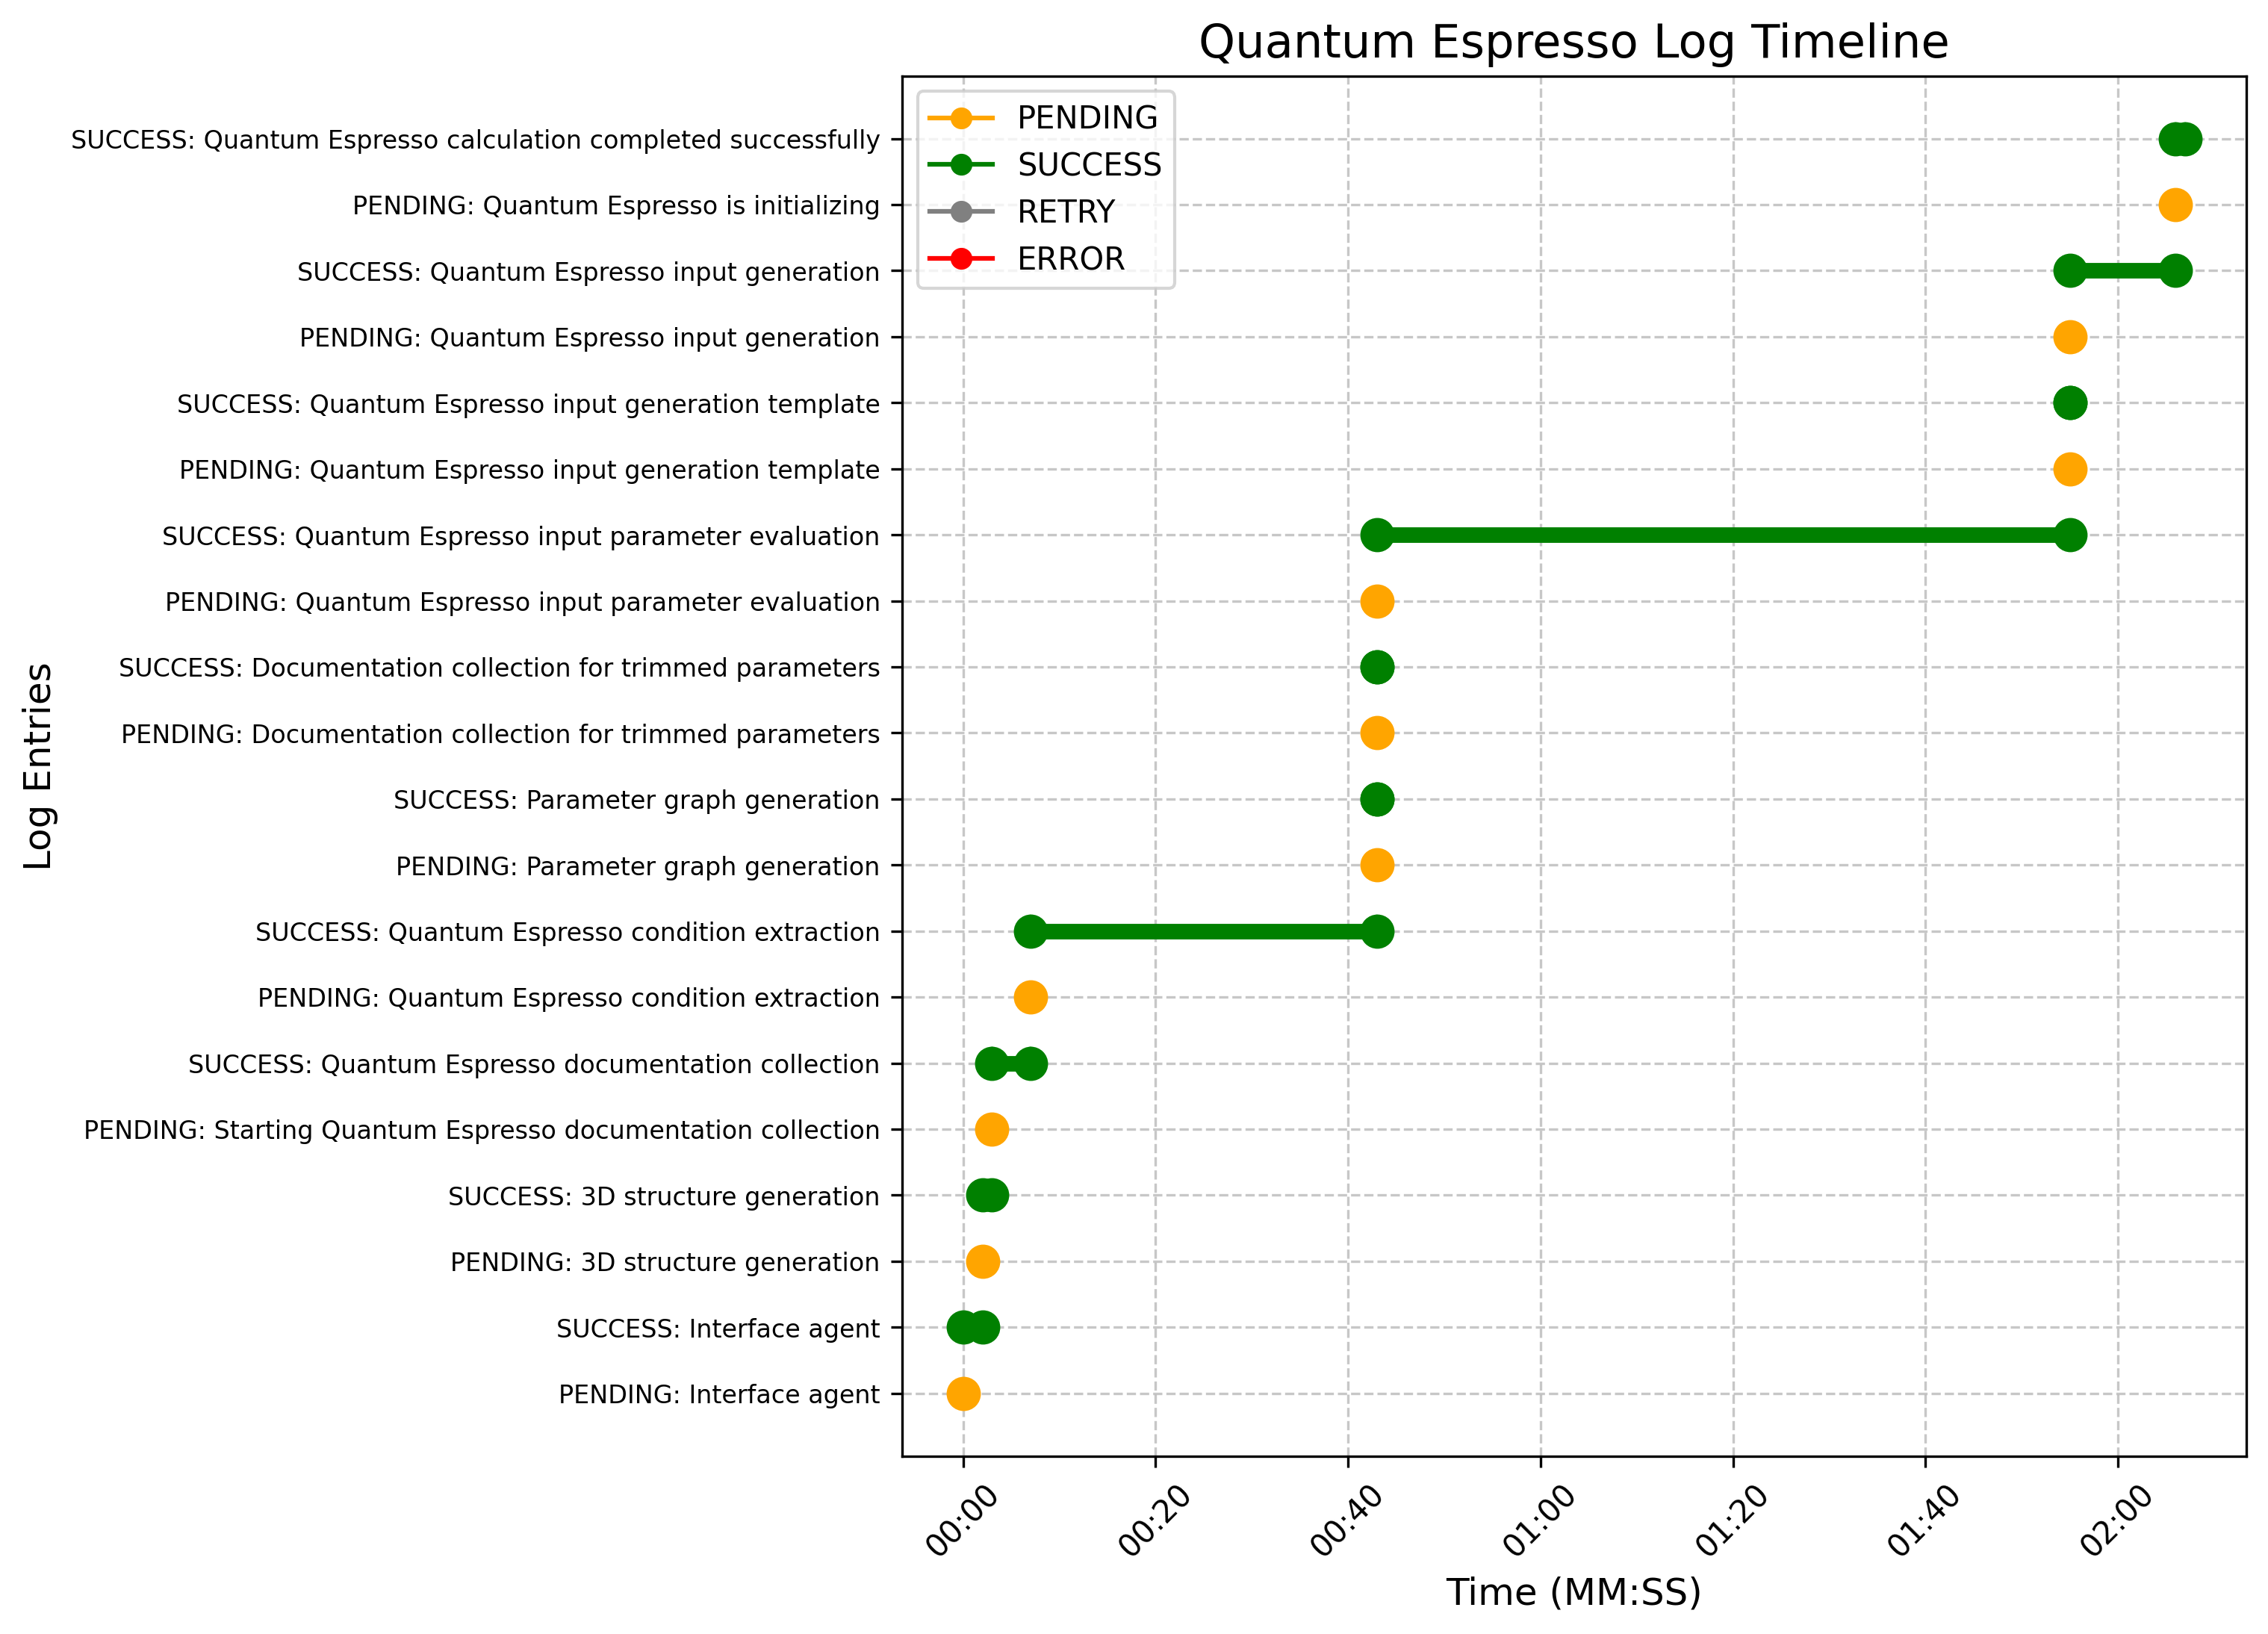 Quantum Espresso Log Timeline
PENDING
SUCCESS
RETRY
ERROR
SUCCESS: Quantum Espresso calculation completed successfully
PENDING: Quantum Espresso is initializing
SUCCESS: Quantum Espresso input generation
PENDING: Quantum Espresso input generation
SUCCESS: Quantum Espresso input generation template
PENDING: Quantum Espresso input generation template
SUCCESS: Quantum Espresso input parameter evaluation
PENDING: Quantum Espresso input parameter evaluation
SUCCESS: Documentation collection for trimmed parameters
PENDING: Documentation collection for trimmed parameters
SUCCESS: Parameter graph generation
PENDING: Parameter graph generation
SUCCESS: Quantum Espresso condition extraction
PENDING: Quantum Espresso condition extraction
SUCCESS: Quantum Espresso documentation collection
PENDING: Starting Quantum Espresso documentation collection
SUCCESS: 3D structure generation
PENDING: 3D structure generation
SUCCESS: Interface agent
PENDING: Interface agent
Log Entries
00:00 00:20 00:40 01:00 01:20 01:40 02:00
Time (MM:SS)